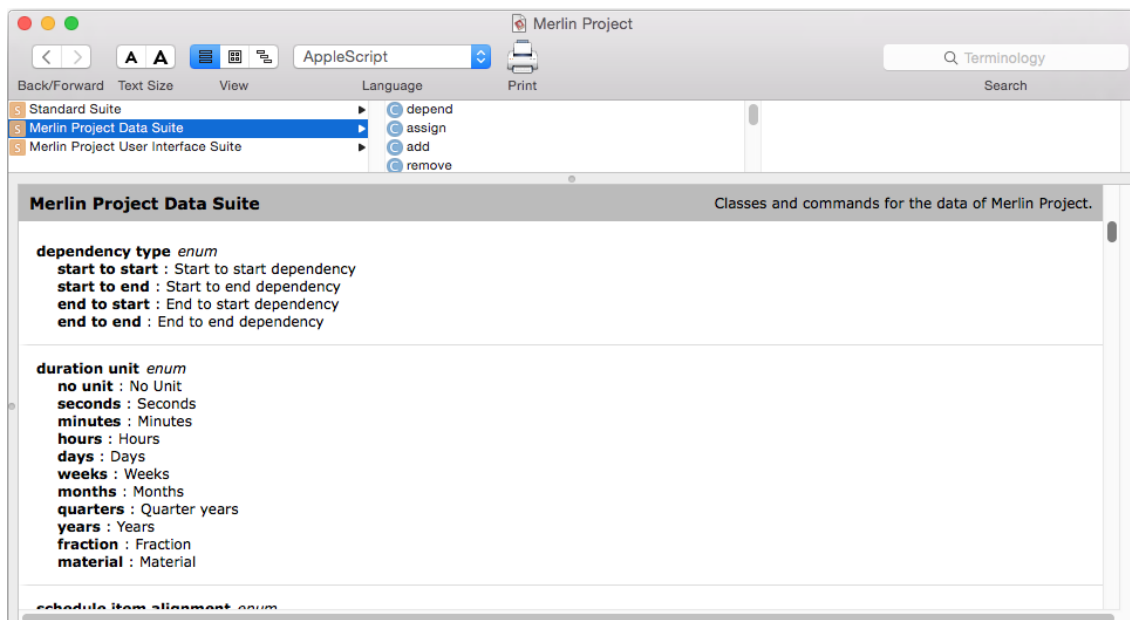 Merlin Project
A A
AppleScript
Terminology
Back/Forward Text Size View Language Print Search
S Standard Suite
C depend
S Merlin Project Data Suite
C assign
S Merlin Project User Interface Suite
C add
C remove
Merlin Project Data Suite Classes and commands for the data of Merlin Project.
dependency type enum
start to start : Start to start dependency
start to end : Start to end dependency
end to start : End to start dependency
end to end : End to end dependency
duration unit enum
no unit : No Unit
seconds : Seconds
minutes : Minutes
hours : Hours
days : Days
weeks : Weeks
months : Months
quarters : Quarter years
years : Years
fraction : Fraction
material : Material
schedule item alignment enum